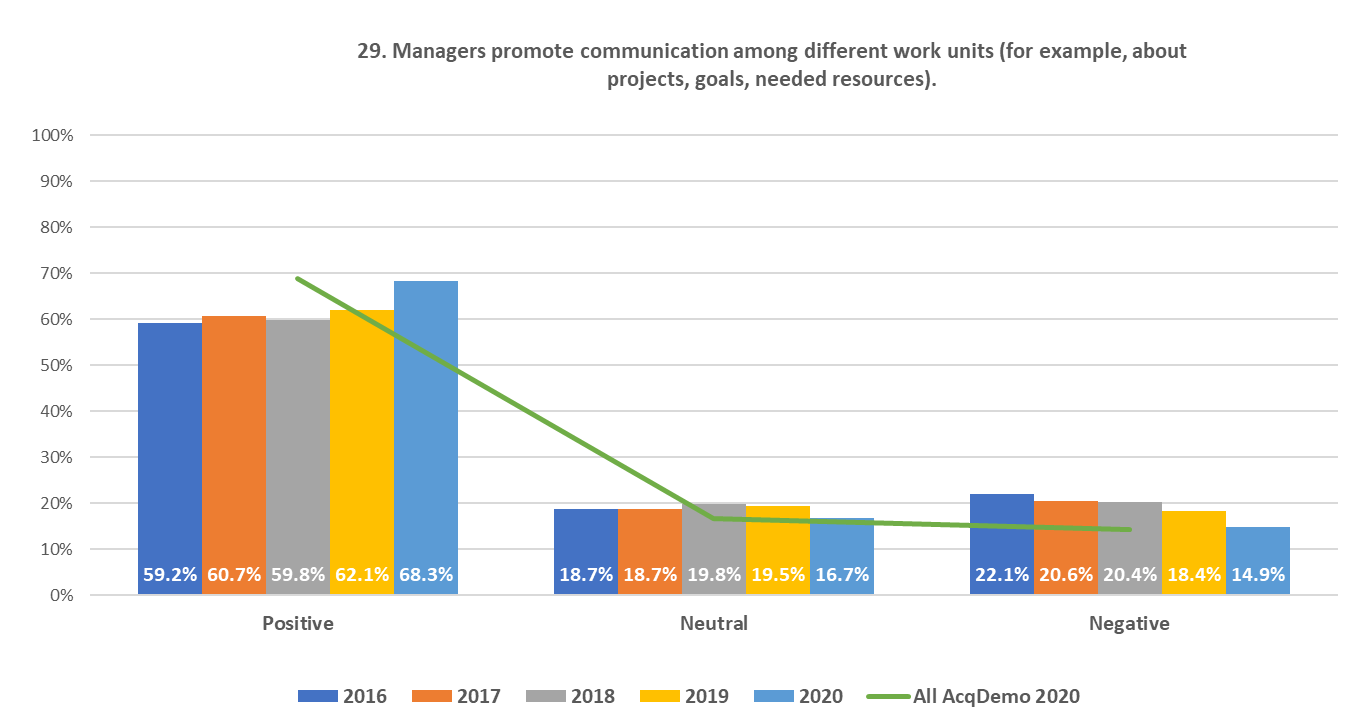 29. Managers promote communication among different work units (for example, about
projects, goals, needed resources).
100%
90%
80%
70%
60%
50%
40%
30%
20%
10%
0%
59.2% 60.7% 59.8% 62.1% 68.3%
18.7% 18.7% 19.8% 19.5% 16.7%
22.1% 20.6% 20.4% 18.4% 14.9%
Positive Neutral Negative
2016 2017 2018 2019 2020 All AcqDemo 2020